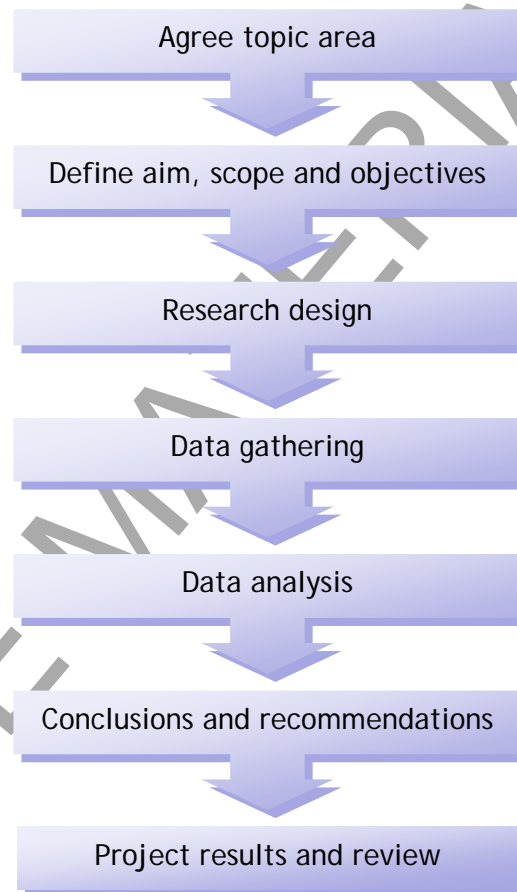 Agree topic area
Define aim, scope and objectives
Research design
Data gathering
Data analysis
Conclusions and recommendations
Project results and review